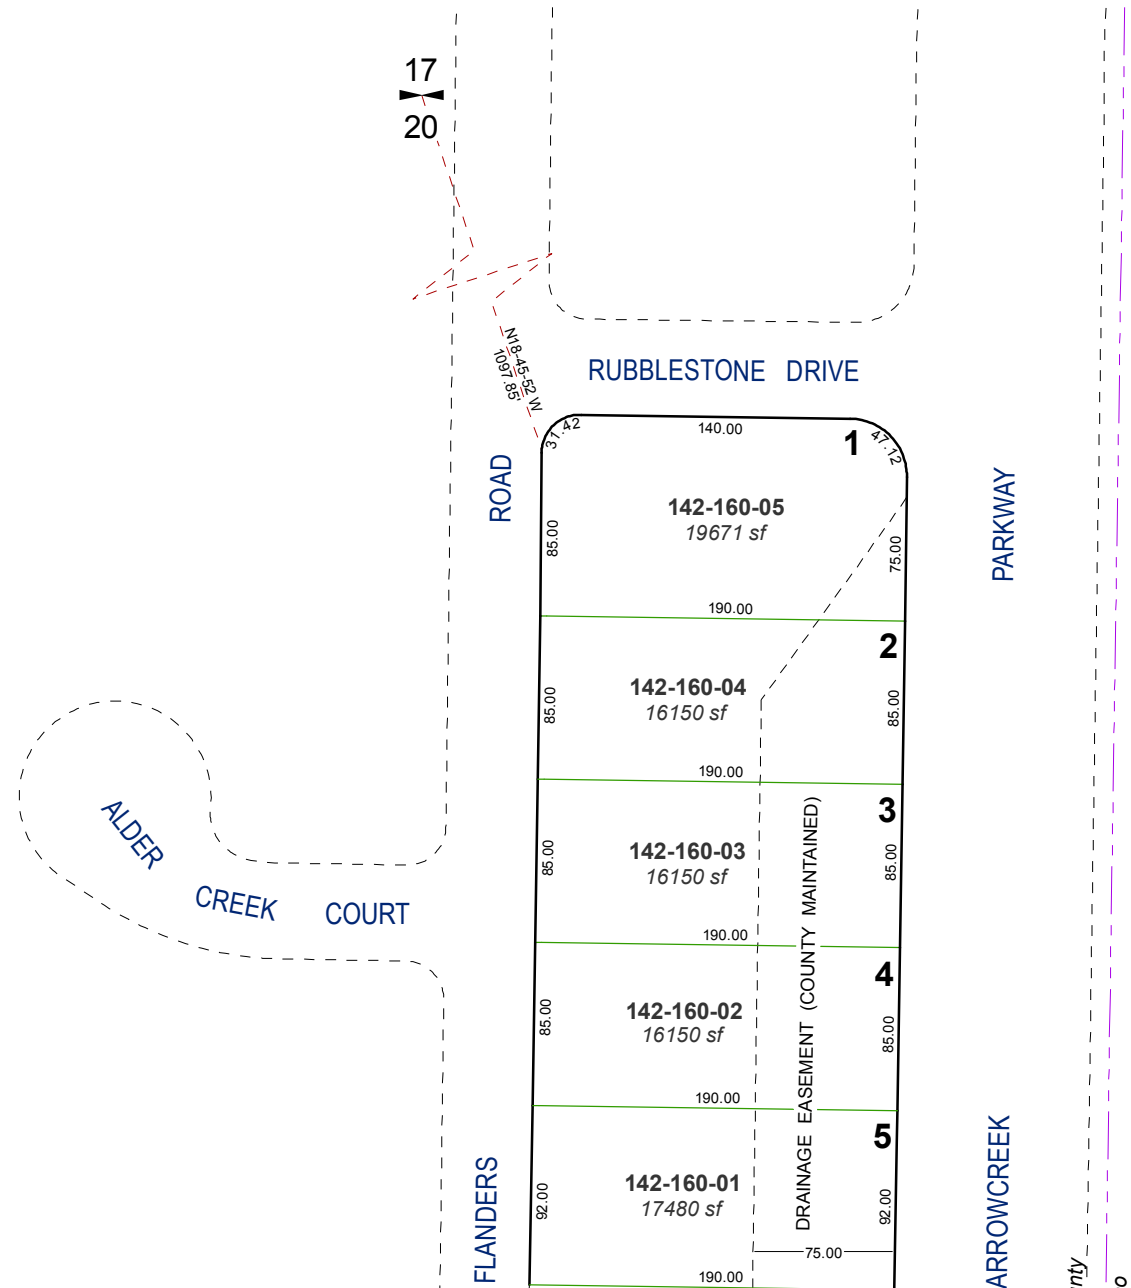 17
20
N18-45-52 W
1097.85'
RUBBLESTONE DRIVE
31.42
140.00
1
47.12
ROAD
142-160-05
19671 sf
PARKWAY
85.00
75.00
190.00
2
142-160-04
16150 sf
85.00
85.00
190.00
3
ALDER
CREEK COURT
142-160-03
16150 sf
85.00
85.00
DRAINAGE EASEMENT (COUNTY MAINTAINED)
190.00
4
142-160-02
16150 sf
85.00
85.00
190.00
5
142-160-01
17480 sf
92.00
92.00
FLANDERS
ARROWCREEK
75.00
190.00
nty
o